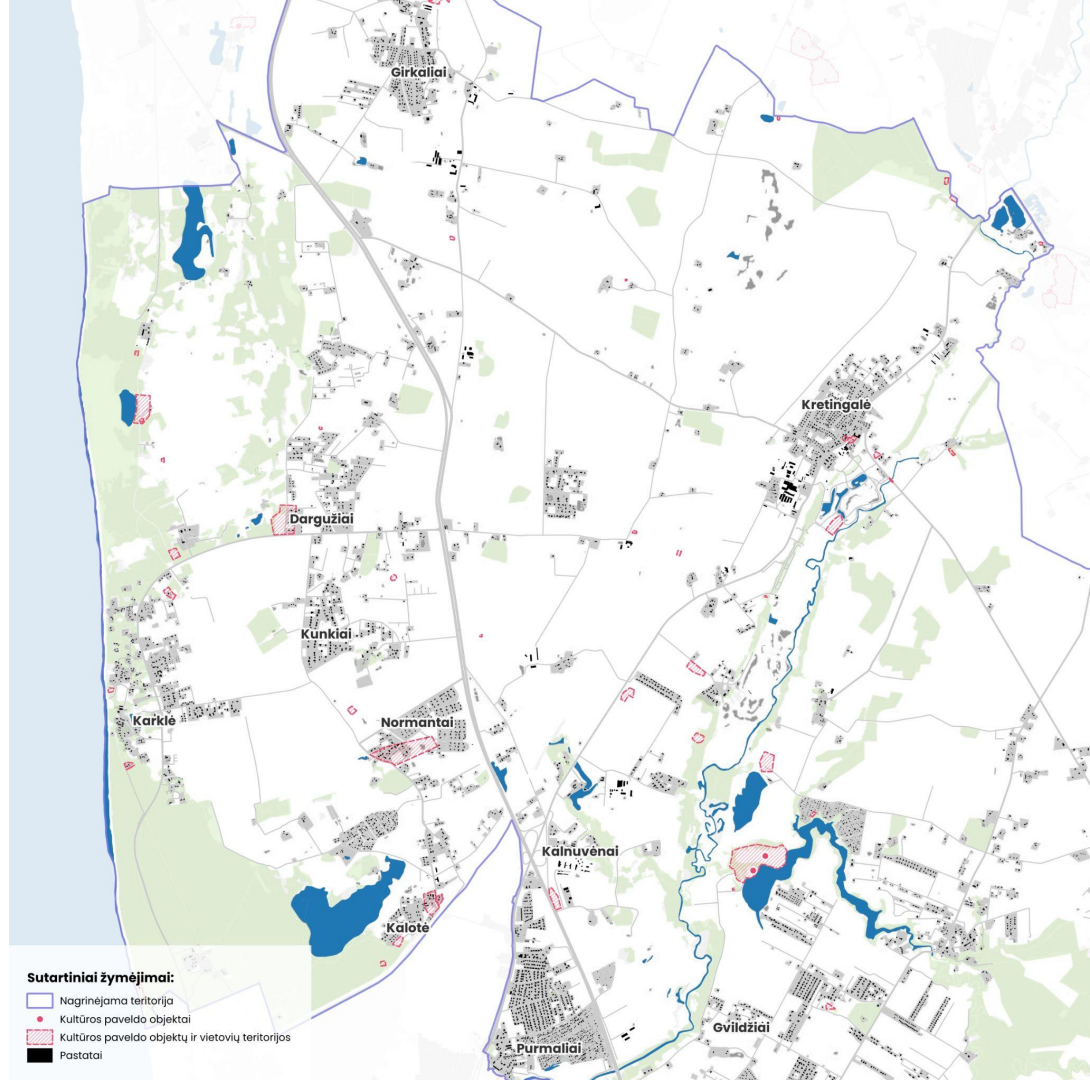 Girkaliai
Kretingalė
Dargužiai
Kunkiai
Karklė
Normantai
Kalnuvėnai
Kalotė
Gvildžiai
Purmaliai
Sutartiniai žymėjimai:
Nagrinėjama teritorija
Kultūros paveldo objektai
Kultūros paveldo objektų ir vietovių teritorijos
Pastatai